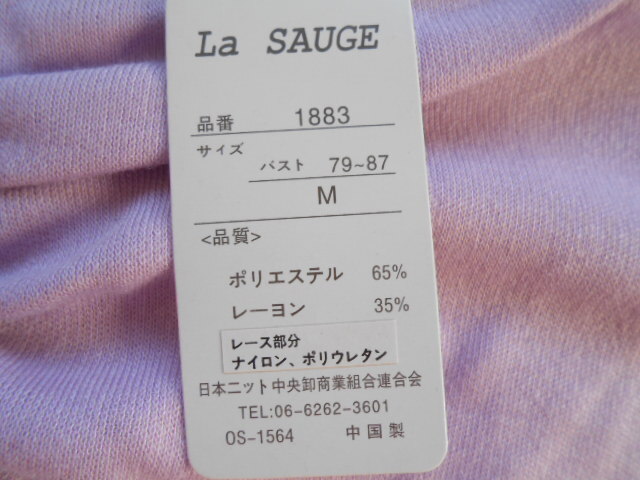 La SAUGE
品番 1883
サイズ
バスト 79~87
M
<品質>
ポリエステル 65%
レーヨン 35%
レース部分
ナイロン、ポリウレタン
日本ニット中央卸商業組合連合会
TEL:06-6262-3601
OS-1564 中国製